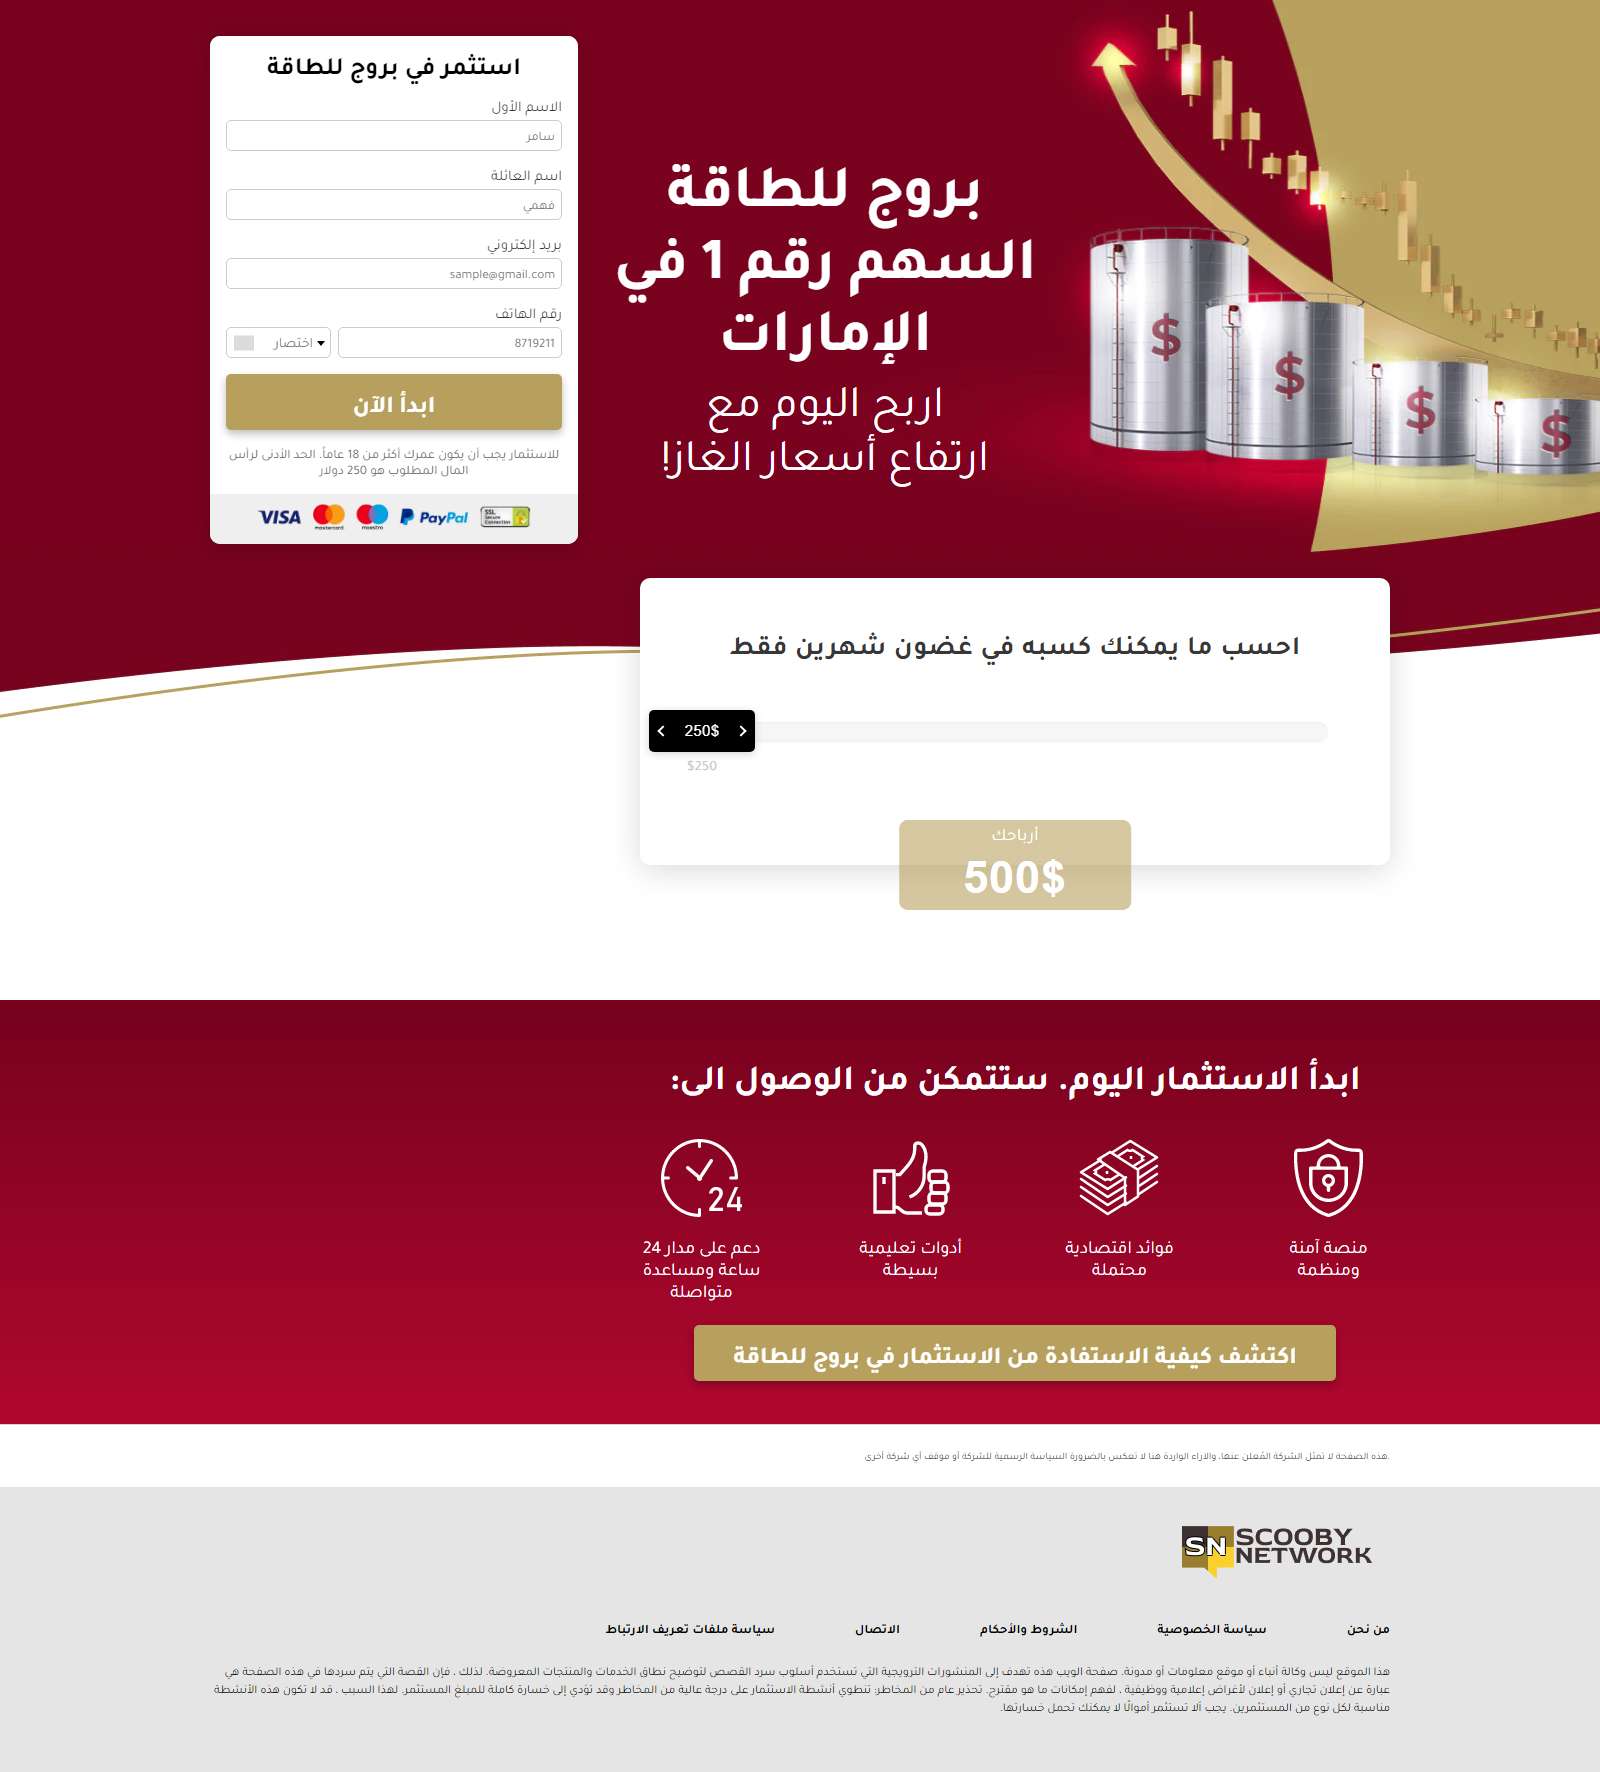 بروج للطاقة
السهم رقم 1 في
الإمارات
اربح اليوم مع
ارتفاع أسعار الغاز!
$
$
$
$
استثمر في بروج للطاقة
الاسم الأول
سامر
اسم العائلة
فهمي
بريد إلكتروني
sample@gmail.com
رقم الهاتف
8719211
اختصار
ابدأ الآن
للاستثمار يجب أن يكون عمرك أكثر من 18 عاماً. الحد الأدنى لرأس
المال المطلوب هو 250 دولار
VISA mastercard maestro PayPal SSL Secure Connection
احسب ما يمكنك كسبه في غضون شهرين فقط
250$
$250
أرباحك
500$
ابدأ الاستثمار اليوم. ستتمكن من الوصول الى:
24
منصة آمنة
ومنظمة
فوائد اقتصادية
محتملة
أدوات تعليمية
بسيطة
دعم على مدار 24
ساعة ومساعدة
متواصلة
اكتشف كيفية الاستفادة من الاستثمار في بروج للطاقة
هذه الصفحة لا تمثل الشركة المُعلن عنها، والآراء الواردة هنا لا تعكس بالضرورة السياسة الرسمية للشركة أو موقف أي شركة أخرى.
SN SCOOBY
NETWORK
من نحن
سياسة الخصوصية
الشروط والأحكام
الاتصال
سياسة ملفات تعريف الارتباط
هذا الموقع ليس وكالة أنباء أو موقع معلومات أو مدونة. صفحة الويب هذه تهدف إلى المنشورات الترويجية التي تستخدم أسلوب سرد القصص لتوضيح نطاق الخدمات والمنتجات المعروضة. لذلك ، فإن القصة التي يتم سردها في هذه الصفحة هي
عبارة عن إعلان تجاري أو إعلان لأغراض إعلامية ووظيفية ، لفهم إمكانات ما هو مقترح. تحذير عام من المخاطر: تنطوي أنشطة الاستثمار على درجة عالية من المخاطر وقد تؤدي إلى خسارة كاملة للمبلغ المستثمر. لهذا السبب ، قد لا تكون هذه الأنشطة
مناسبة لكل نوع من المستثمرين. يجب ألا تستثمر أموالًا لا يمكنك تحمل خسارتها.